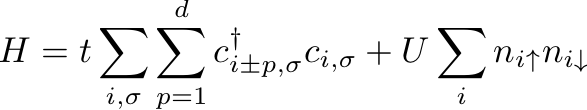 $H = t \sum_{i,\sigma} \sum_{p=1}^{d} c^{\dagger}_{i \pm p,\sigma} c_{i,\sigma} + U \sum_{i} n_{i\uparrow} n_{i\downarrow}$